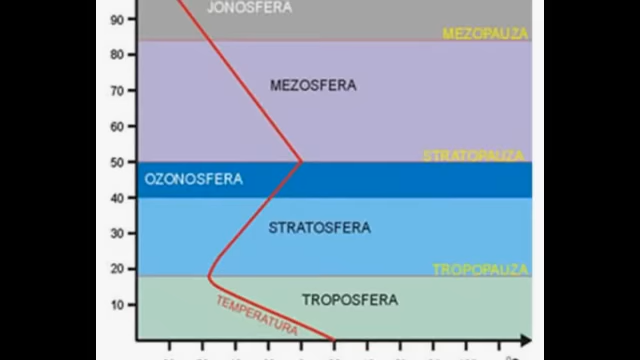 JONOSFERA
90
MEZOPAUZA
80
MEZOSFERA
70
60
STRATOPAUZA
50
OZONOSFERA
40
STRATOSFERA
30
TROPOPAUZA
20
TROPOSFERA
10
TEMPERATURA